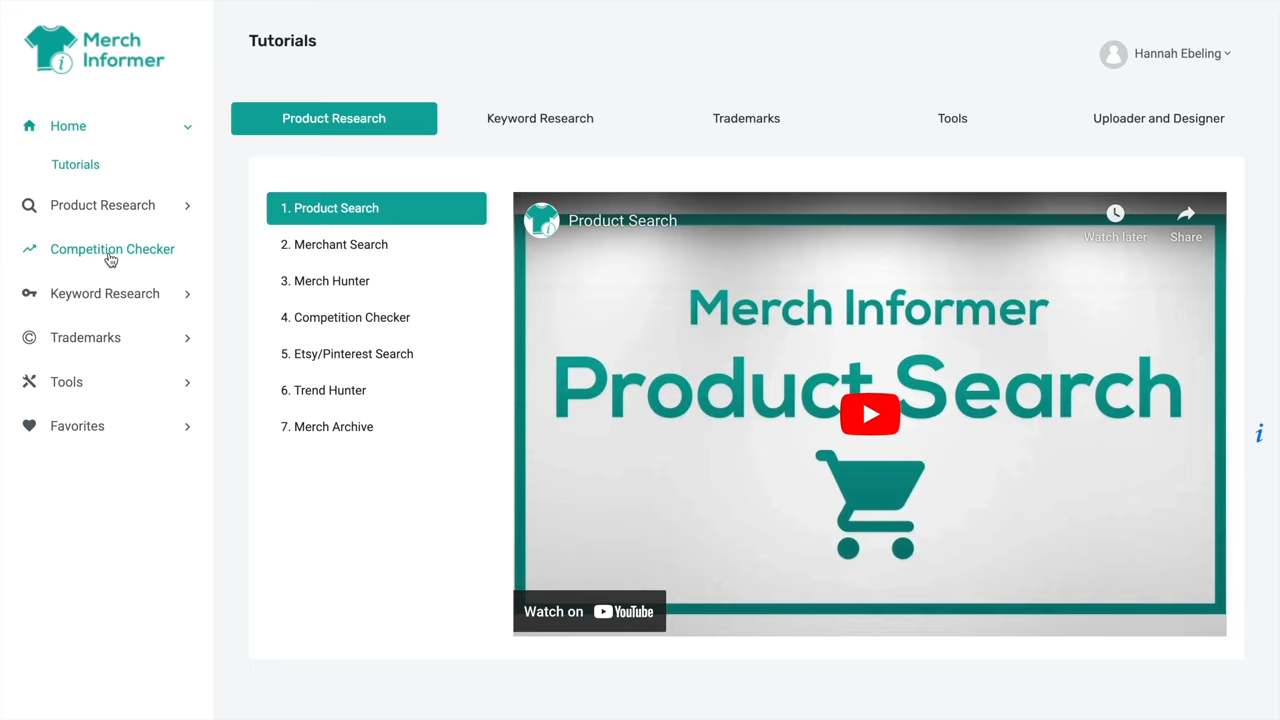 Merch
Informer
Tutorials
Hannah Ebeling
Home
Tutorials
Product Research
Competition Checker
Keyword Research
Trademarks
Tools
Favorites
Product Research
Keyword Research
Trademarks
Tools
Uploader and Designer
1. Product Search
2. Merchant Search
3. Merch Hunter
4. Competition Checker
5. Etsy/Pinterest Search
6. Trend Hunter
7. Merch Archive
Product Search
Watch later
Share
Merch Informer
Product Search
Watch on YouTube
i